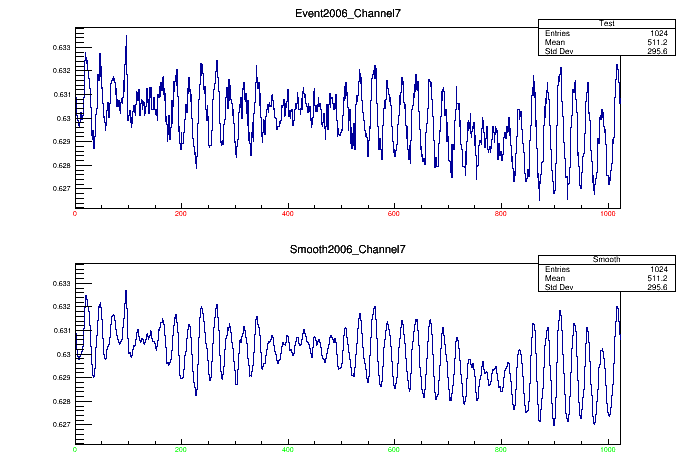 Event2006_Channel7
Test
Entries 1024
Mean 511.2
Std Dev 295.6
0.633
0.632
0.631
0.63
0.629
0.628
0.627
0 200 400 600 800 1000
Smooth2006_Channel7
Smooth
Entries 1024
Mean 511.2
Std Dev 295.6
0.633
0.632
0.631
0.63
0.629
0.628
0.627
0 200 400 600 800 1000